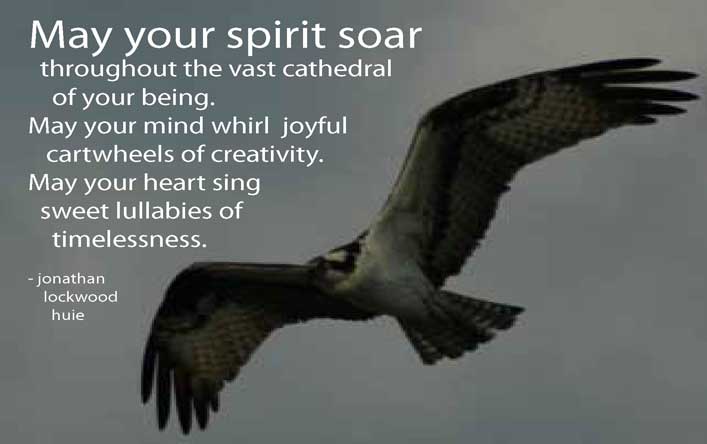 May your spirit soar
throughout the vast cathedral
of your being.
May your mind whirl joyful
cartwheels of creativity.
May your heart sing
sweet lullabies of
timelessness.
- jonathan
lockwood
huie